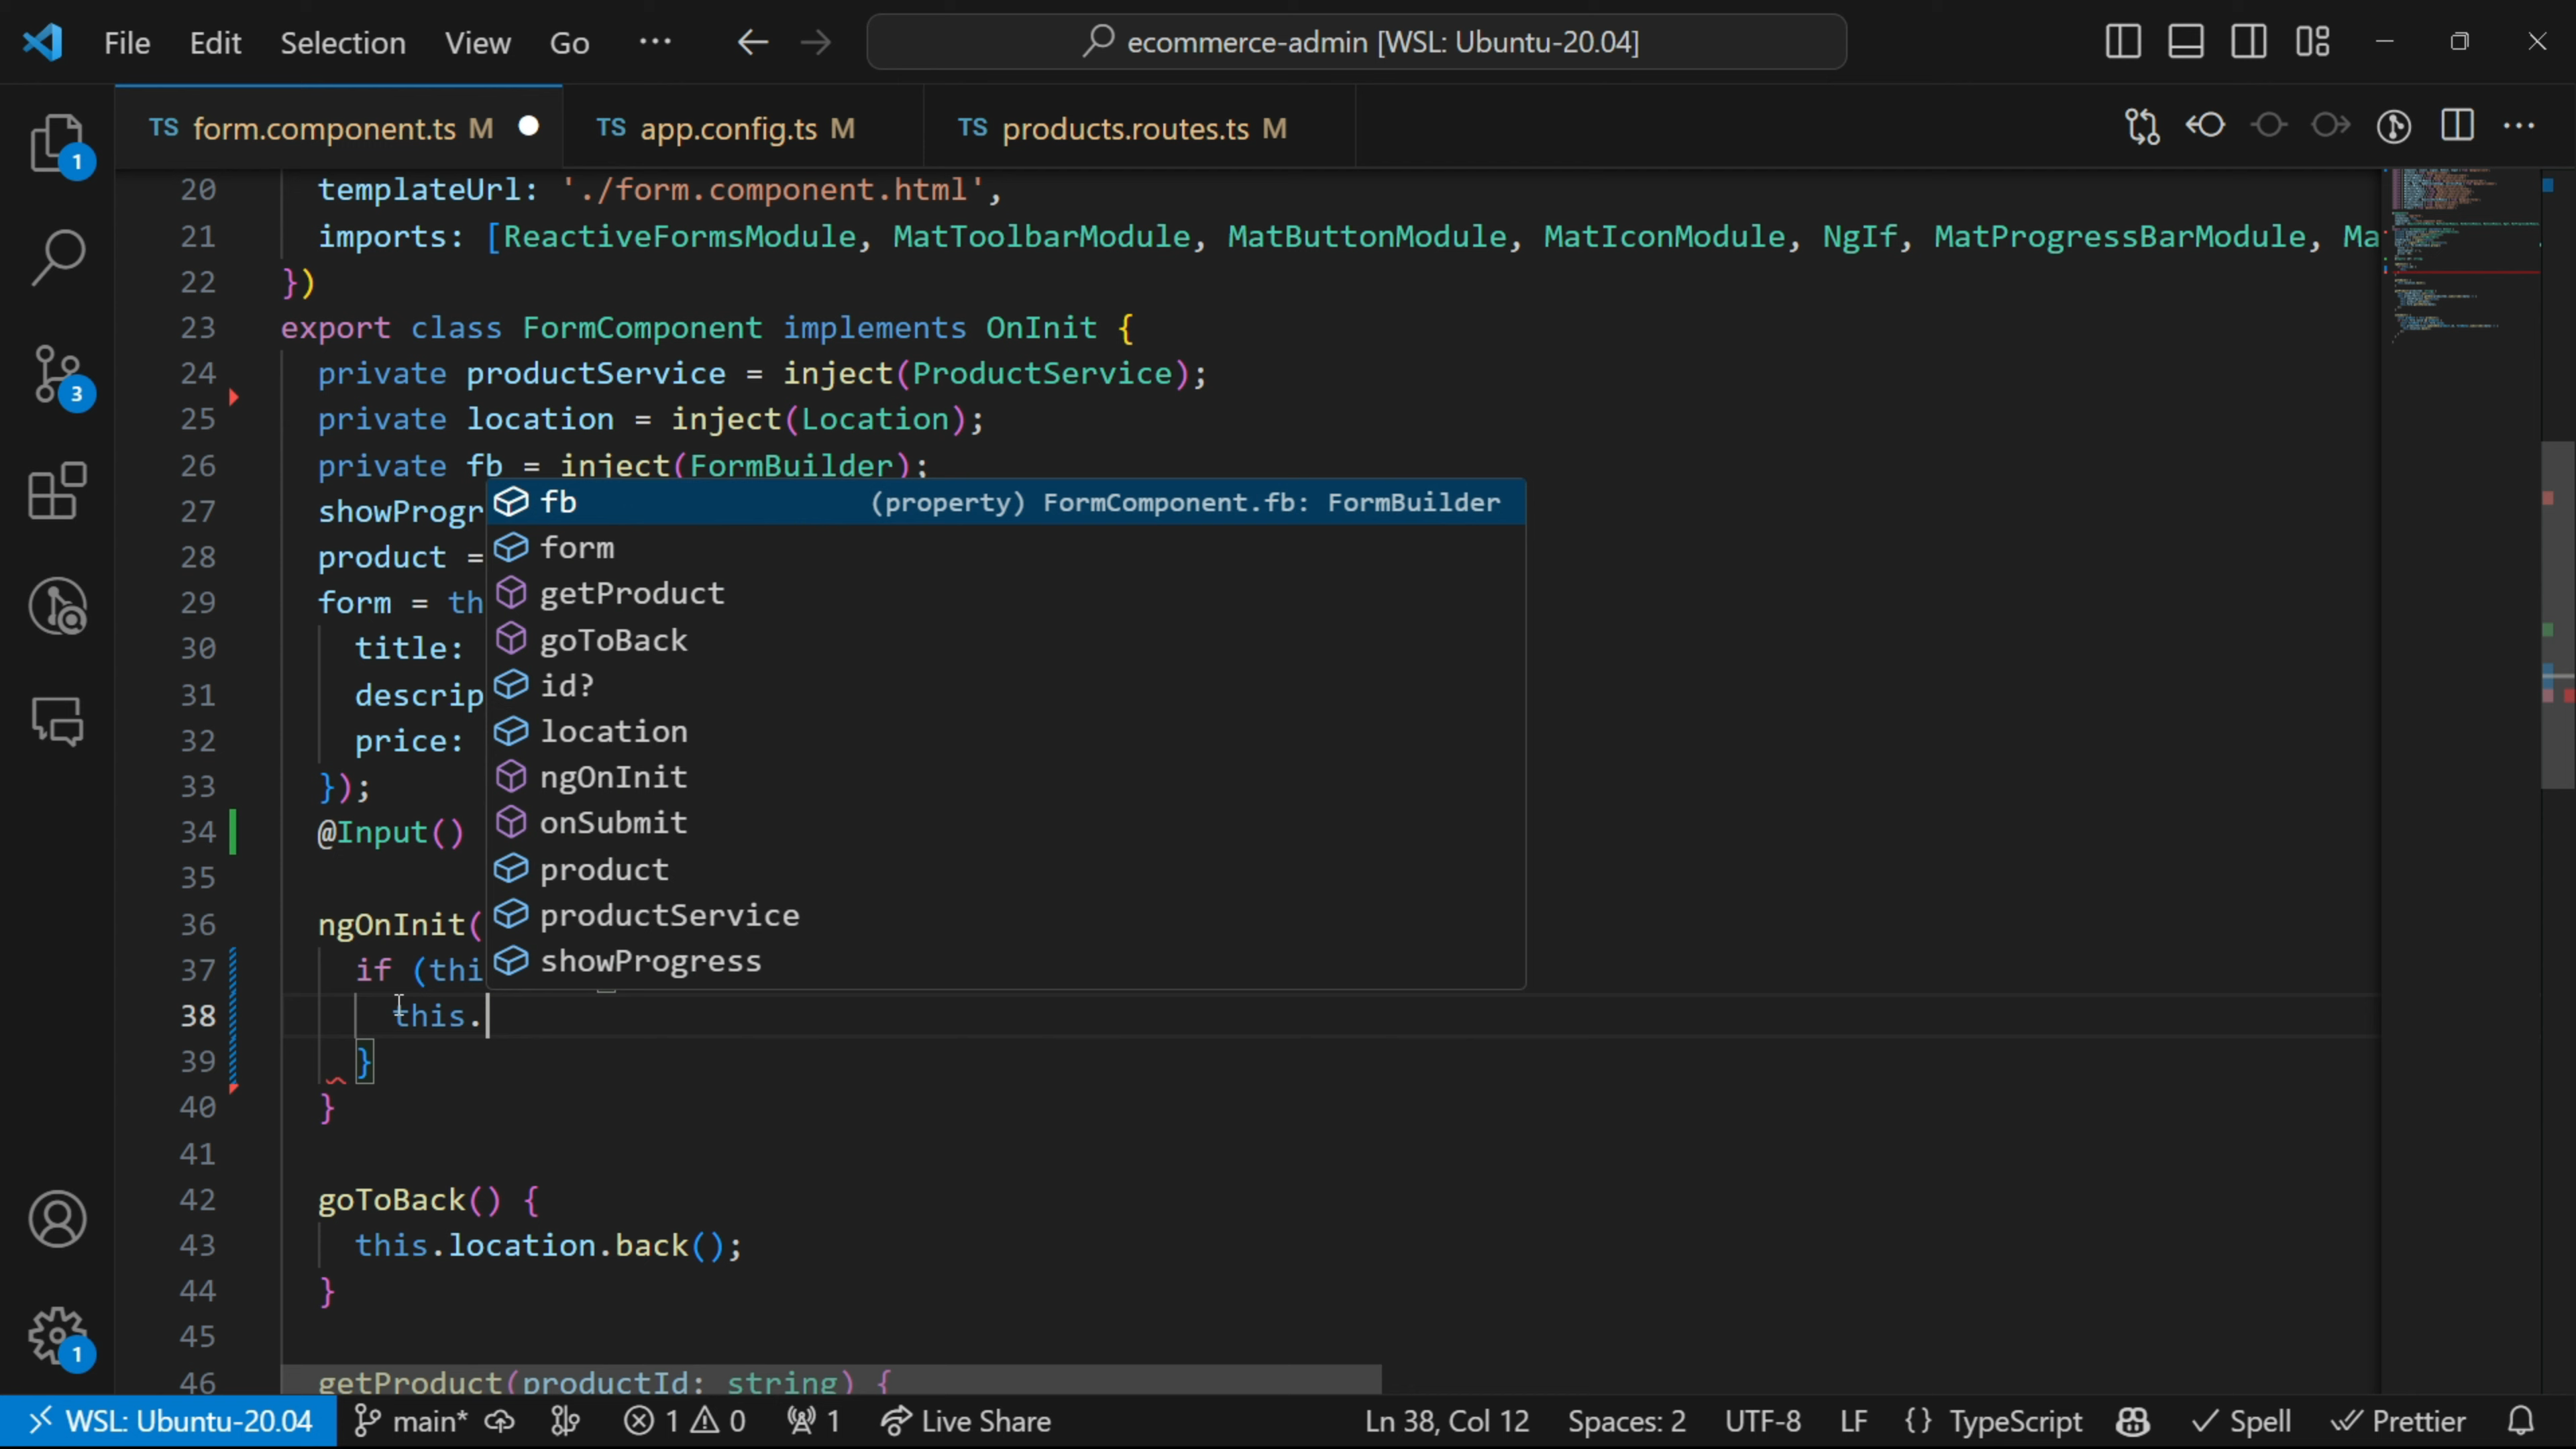 File Edit Selection View Go ··· ecommerce-admin [WSL: Ubuntu-20.04]
TS form.component.ts M TS app.config.ts M TS products.routes.ts M
1
3
1
20 templateUrl: './form.component.html',
21 imports: [ReactiveFormsModule, MatToolbarModule, MatButtonModule, MatIconModule, NgIf, MatProgressBarModule, Ma
22 })
23 export class FormComponent implements OnInit {
24 private productService = inject(ProductService);
25 private location = inject(Location);
26 private fb = inject(FormBuilder);
27 showProgr
28 product =
29 form = th
30 title:
31 descrip
32 price:
33 });
34 @Input()
35
36 ngOnInit(
37 if (thi
38 this.
39 }
40 }
41
42 goToBack() {
43 this.location.back();
44 }
45
46 getProduct(productId: string) {
fb (property) FormComponent.fb: FormBuilder
form
getProduct
goToBack
id?
location
ngOnInit
onSubmit
product
productService
showProgress
WSL: Ubuntu-20.04 main* 1 0 1 Live Share Ln 38, Col 12 Spaces: 2 UTF-8 LF {} TypeScript Spell Prettier